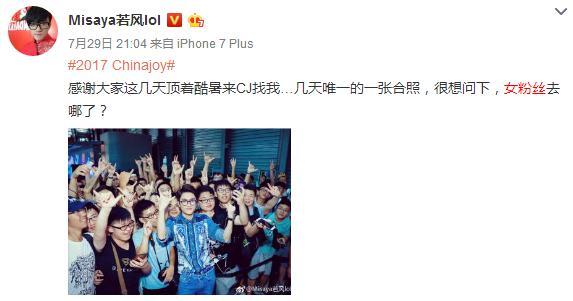 Misaya若风lol
7月29日 21:04 来自 iPhone 7 Plus
#2017 Chinajoy#
感谢大家这几天顶着酷暑来CJ找我...几天唯一的一张合照，很想问下，女粉丝去
哪了？
@Misaya若风lol